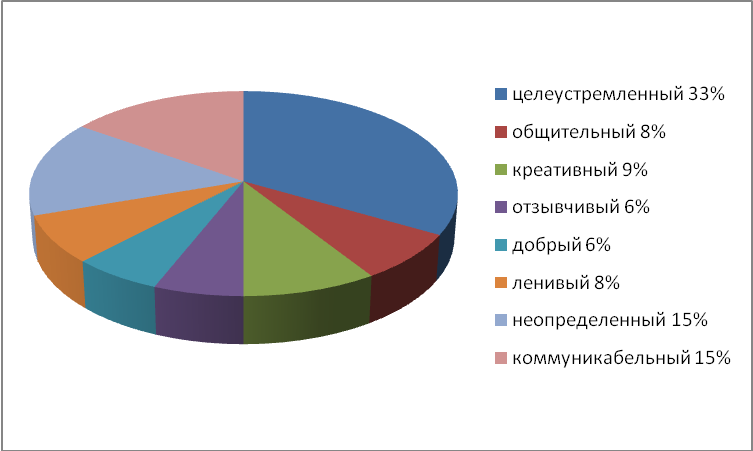 целеустремленный 33%
общительный 8%
креативный 9%
отзывчивый 6%
добрый 6%
ленивый 8%
неопределенный 15%
коммуникабельный 15%